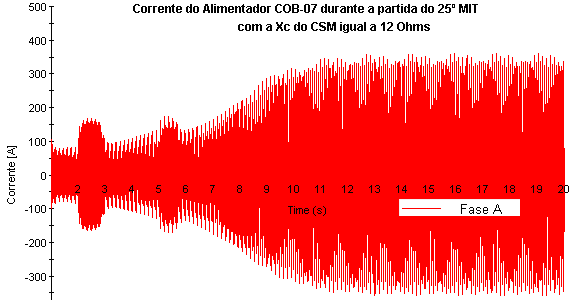 Corrente do Alimentador COB-07 durante a partida do 25º MIT
com a Xc do CSM igual a 12 Ohms
500
400
300
200
100
0
-100
-200
-300
Corrente [A]
2 3 4 5 6 7 8 9 10 11 12 13 14 15 16 17 18 19 20
Time (s)
Fase A